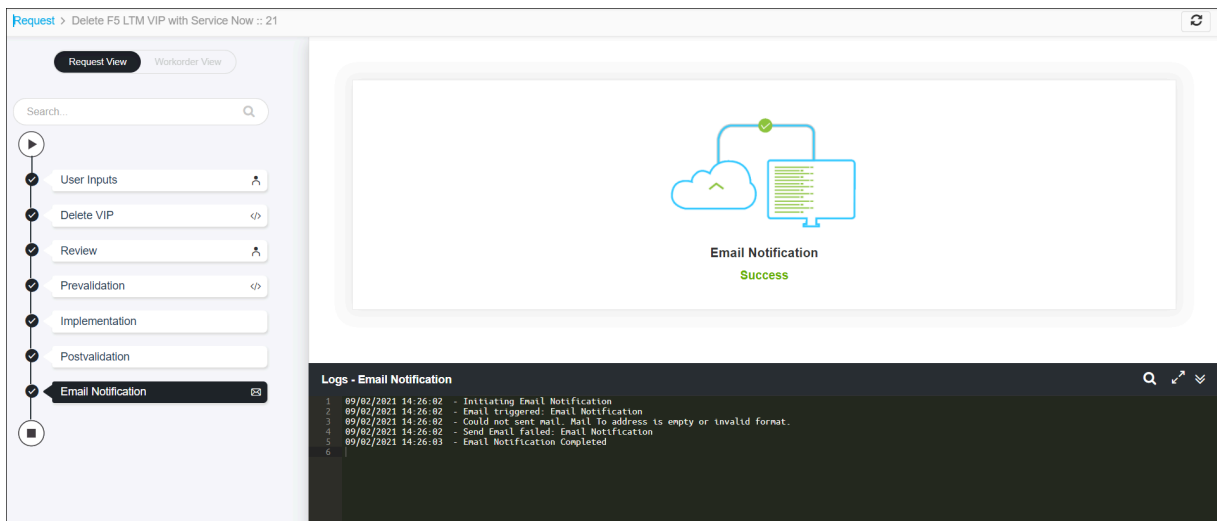 Request > Delete F5 LTM VIP with Service Now :: 21
Request View Workorder View
Search...
User Inputs
Delete VIP
Review
Prevalidation
Implementation
Postvalidation
Email Notification
Email Notification
Success
Logs - Email Notification
1 09/02/2021 14:26:02 - Initiating Email Notification
2 09/02/2021 14:26:02 - Email triggered: Email Notification
3 09/02/2021 14:26:02 - Could not sent mail. Mail To address is empty or invalid format.
4 09/02/2021 14:26:02 - Send Email failed: Email Notification
5 09/02/2021 14:26:03 - Email Notification Completed
6